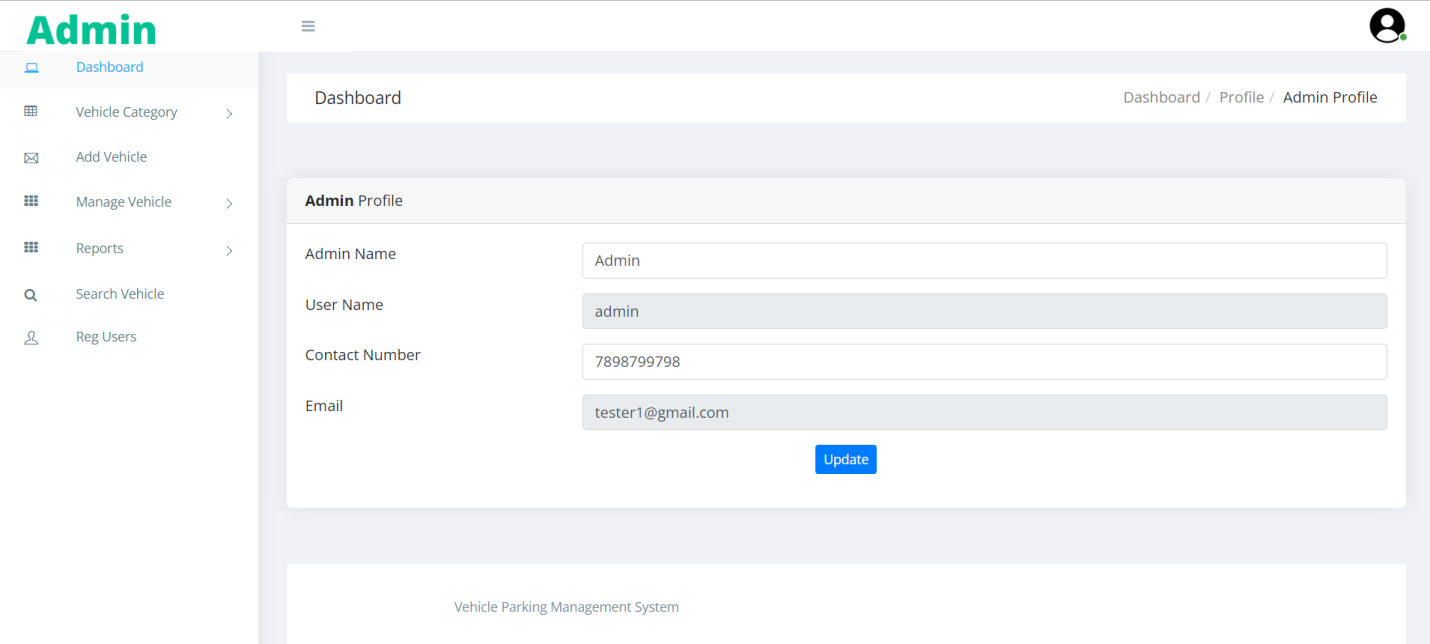 Admin
Dashboard
Vehicle Category
Add Vehicle
Manage Vehicle
Reports
Search Vehicle
Reg Users
Dashboard
Dashboard / Profile / Admin Profile
Admin Profile
Admin Name
Admin
User Name
admin
Contact Number
7898799798
Email
tester1@gmail.com
Update
Vehicle Parking Management System